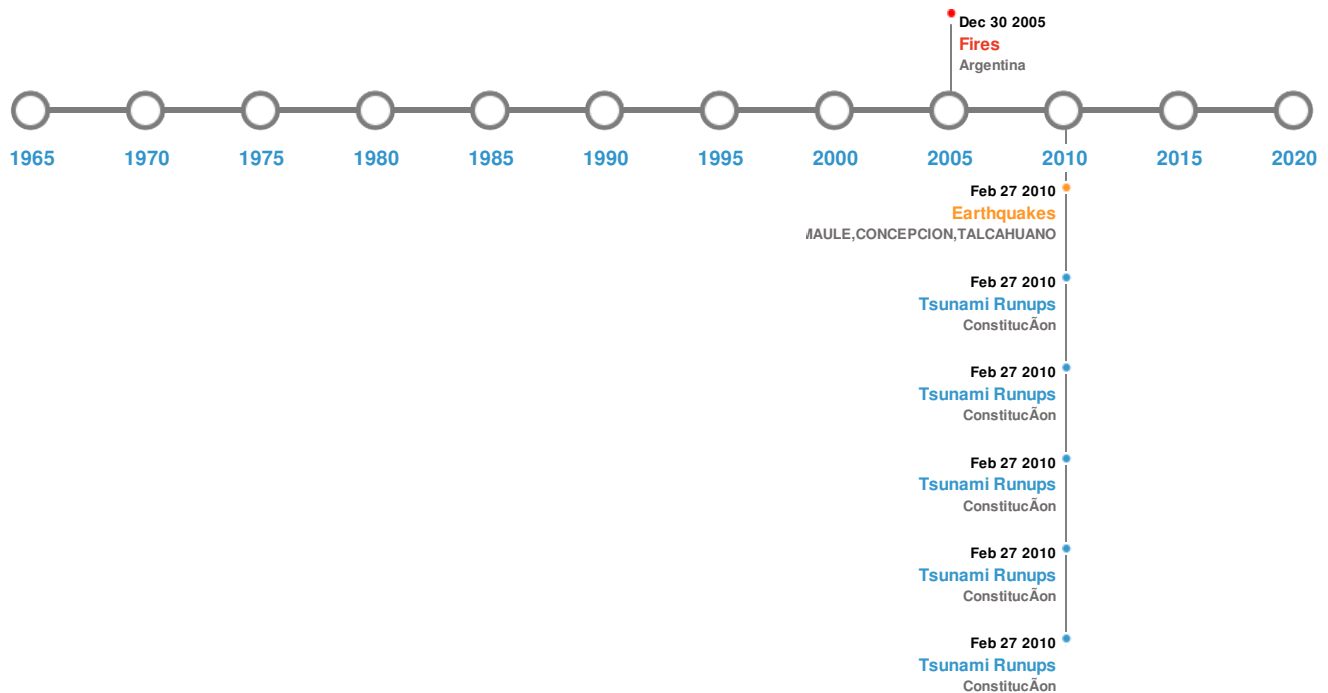 Dec 30 2005
Fires
Argentina
1965 1970 1975 1980 1985 1990 1995 2000 2005 2010 2015 2020
Feb 27 2010
Earthquakes
MAULE,CONCEPCION,TALCAHUANO
Feb 27 2010
Tsunami Runups
ConstitucÃon
Feb 27 2010
Tsunami Runups
ConstitucÃon
Feb 27 2010
Tsunami Runups
ConstitucÃon
Feb 27 2010
Tsunami Runups
ConstitucÃon
Feb 27 2010
Tsunami Runups
ConstitucÃon